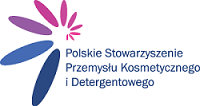 Polskie Stowarzyszenie
Przemysłu Kosmetycznego
i Detergentowego